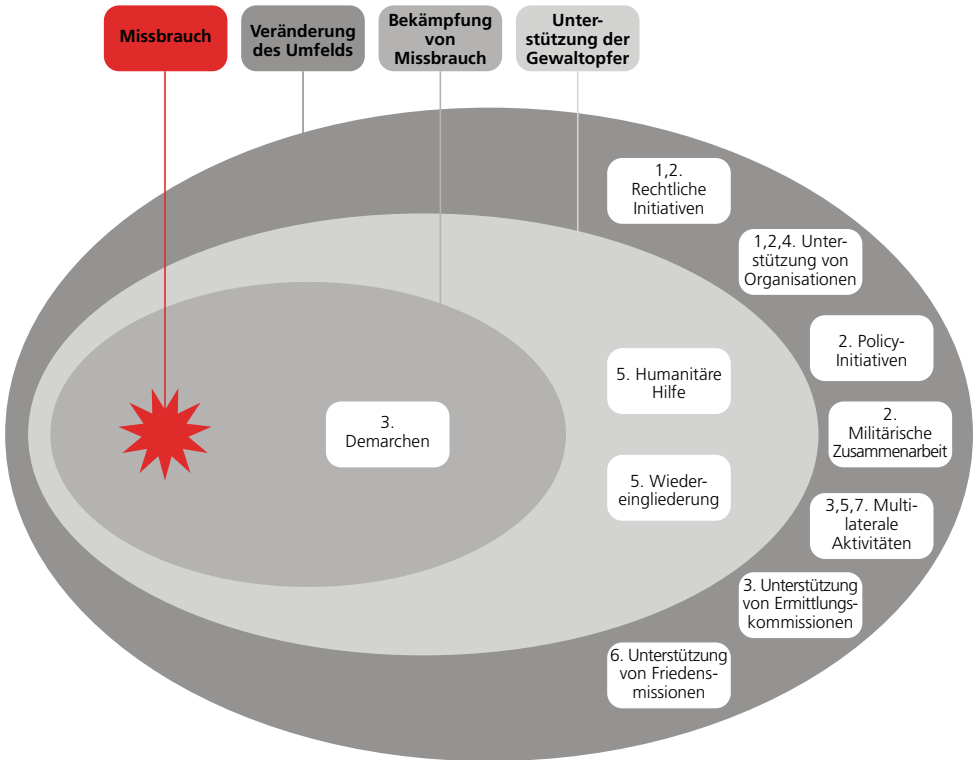 Missbrauch
Veränderung
des Umfelds
Bekämpfung
von
Missbrauch
Unter-
stützung der
Gewaltopfer
1,2.
Rechtliche
Initiativen
1,2,4. Unter-
stützung von
Organisationen
2. Policy-
Initiativen
5. Humanitäre
Hilfe
3.
Demarchen
2.
Militärische
Zusammenarbeit
5. Wieder-
eingliederung
3,5,7. Multi-
laterale
Aktivitäten
3. Unterstützung
von Ermittlungs-
kommissionen
6. Unterstützung
von Friedens-
missionen